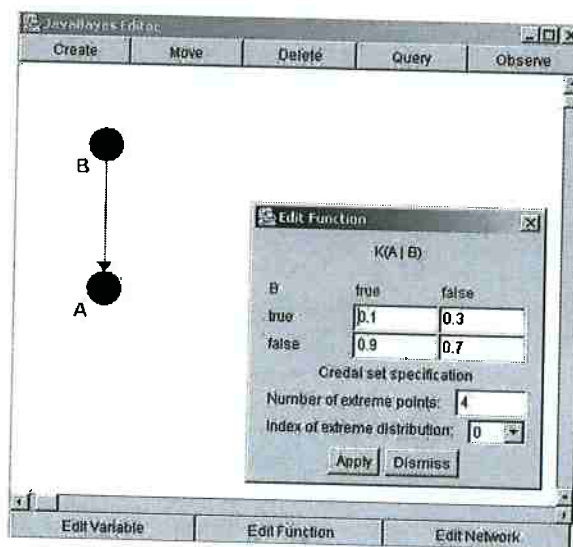 JavaBayes Editor
Create Move Delete Query Observe
B
A
Edit Function
K(A | B)
B true false
true 0.1 0.3
false 0.9 0.7
Credal set specification
Number of extreme points: 4
Index of extreme distribution: 0
Apply Dismiss
Edit Variable Edit Function Edit Network